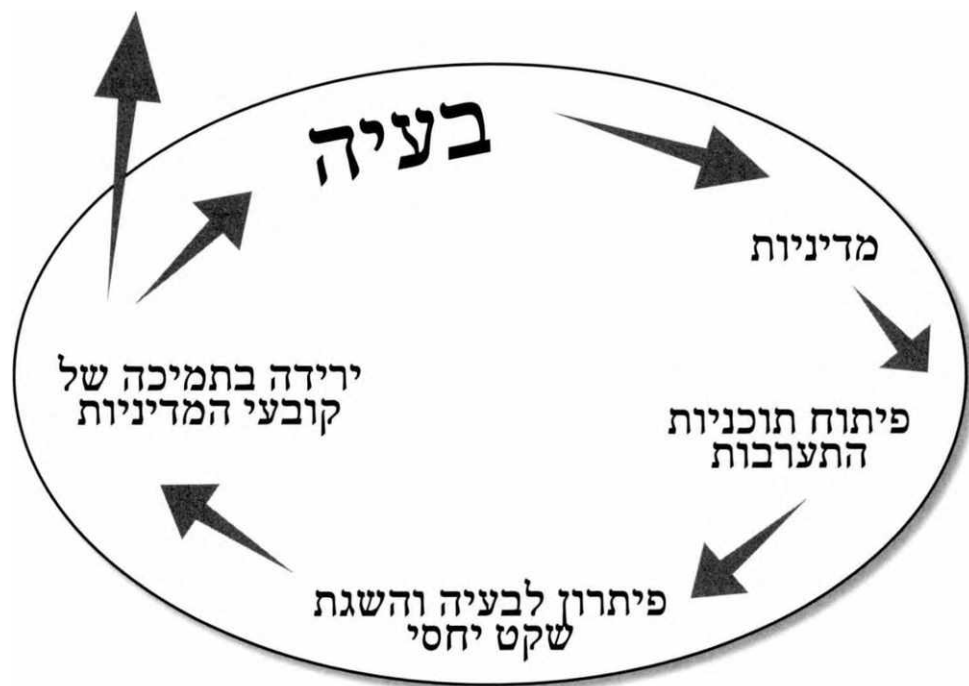 בעיה
מדיניות
פיתוח תוכניות
התערבות
פיתרון לבעיה והשגת
שקט יחסי
ירידה בתמיכה של
קובעי המדיניות